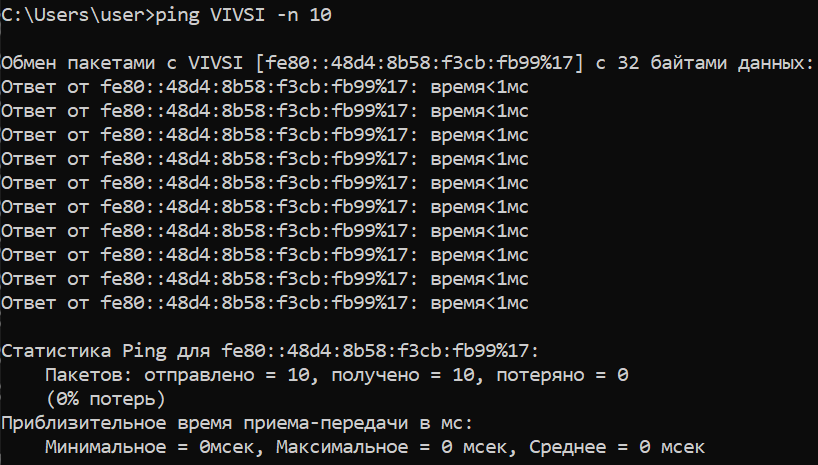 C:\Users\user>ping VIVSI -n 10
Обмен пакетами с VIVSI [fe80::48d4:8b58:f3cb:fb99%17] с 32 байтами данных:
Ответ от fe80::48d4:8b58:f3cb:fb99%17: время<1мс
Ответ от fe80::48d4:8b58:f3cb:fb99%17: время<1мс
Ответ от fe80::48d4:8b58:f3cb:fb99%17: время<1мс
Ответ от fe80::48d4:8b58:f3cb:fb99%17: время<1мс
Ответ от fe80::48d4:8b58:f3cb:fb99%17: время<1мс
Ответ от fe80::48d4:8b58:f3cb:fb99%17: время<1мс
Ответ от fe80::48d4:8b58:f3cb:fb99%17: время<1мс
Ответ от fe80::48d4:8b58:f3cb:fb99%17: время<1мс
Ответ от fe80::48d4:8b58:f3cb:fb99%17: время<1мс
Ответ от fe80::48d4:8b58:f3cb:fb99%17: время<1мс
Статистика Ping для fe80::48d4:8b58:f3cb:fb99%17:
Пакетов: отправлено = 10, получено = 10, потеряно = 0
(0% потерь)
Приблизительное время приема-передачи в мс:
Минимальное = 0мсек, Максимальное = 0 мсек, Среднее = 0 мсек